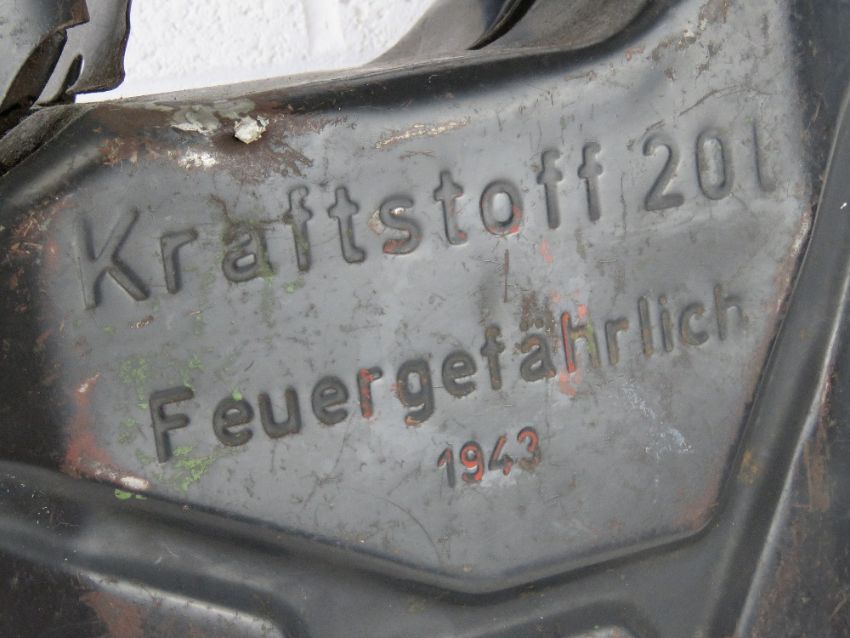 Kraftstoff 20l
Feuergefährlich
1943